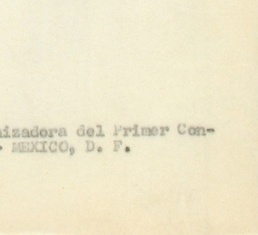 nizadora del Primer Con-
- MEXICO, D. F.